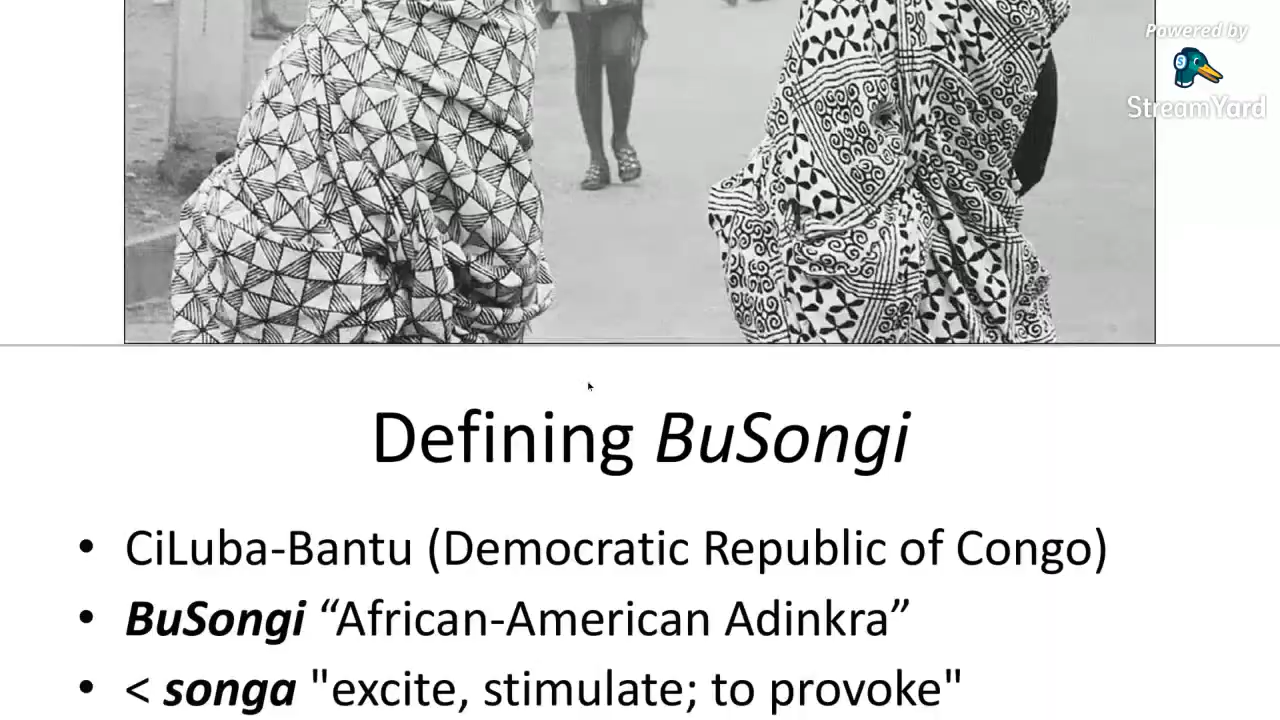 Powered by
StreamYard
Defining BuSongi
• CiLuba-Bantu (Democratic Republic of Congo)
• BuSongi “African-American Adinkra”
• < songa "excite, stimulate; to provoke"